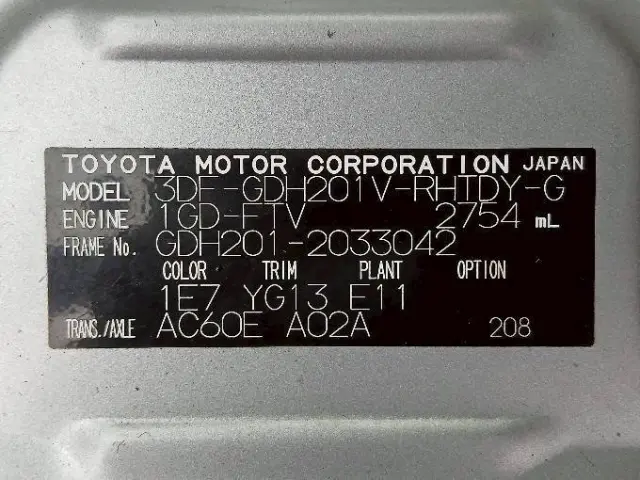 TOYOTA MOTOR CORPORATION JAPAN
MODEL 3DF-GDH201V-RHTDY-G
ENGINE 1GD-FTV 2754 mL
FRAME No. GDH201-2033042
COLOR TRIM PLANT OPTION
1E7 YG13 E11
TRANS./AXLE AC60E A02A 208